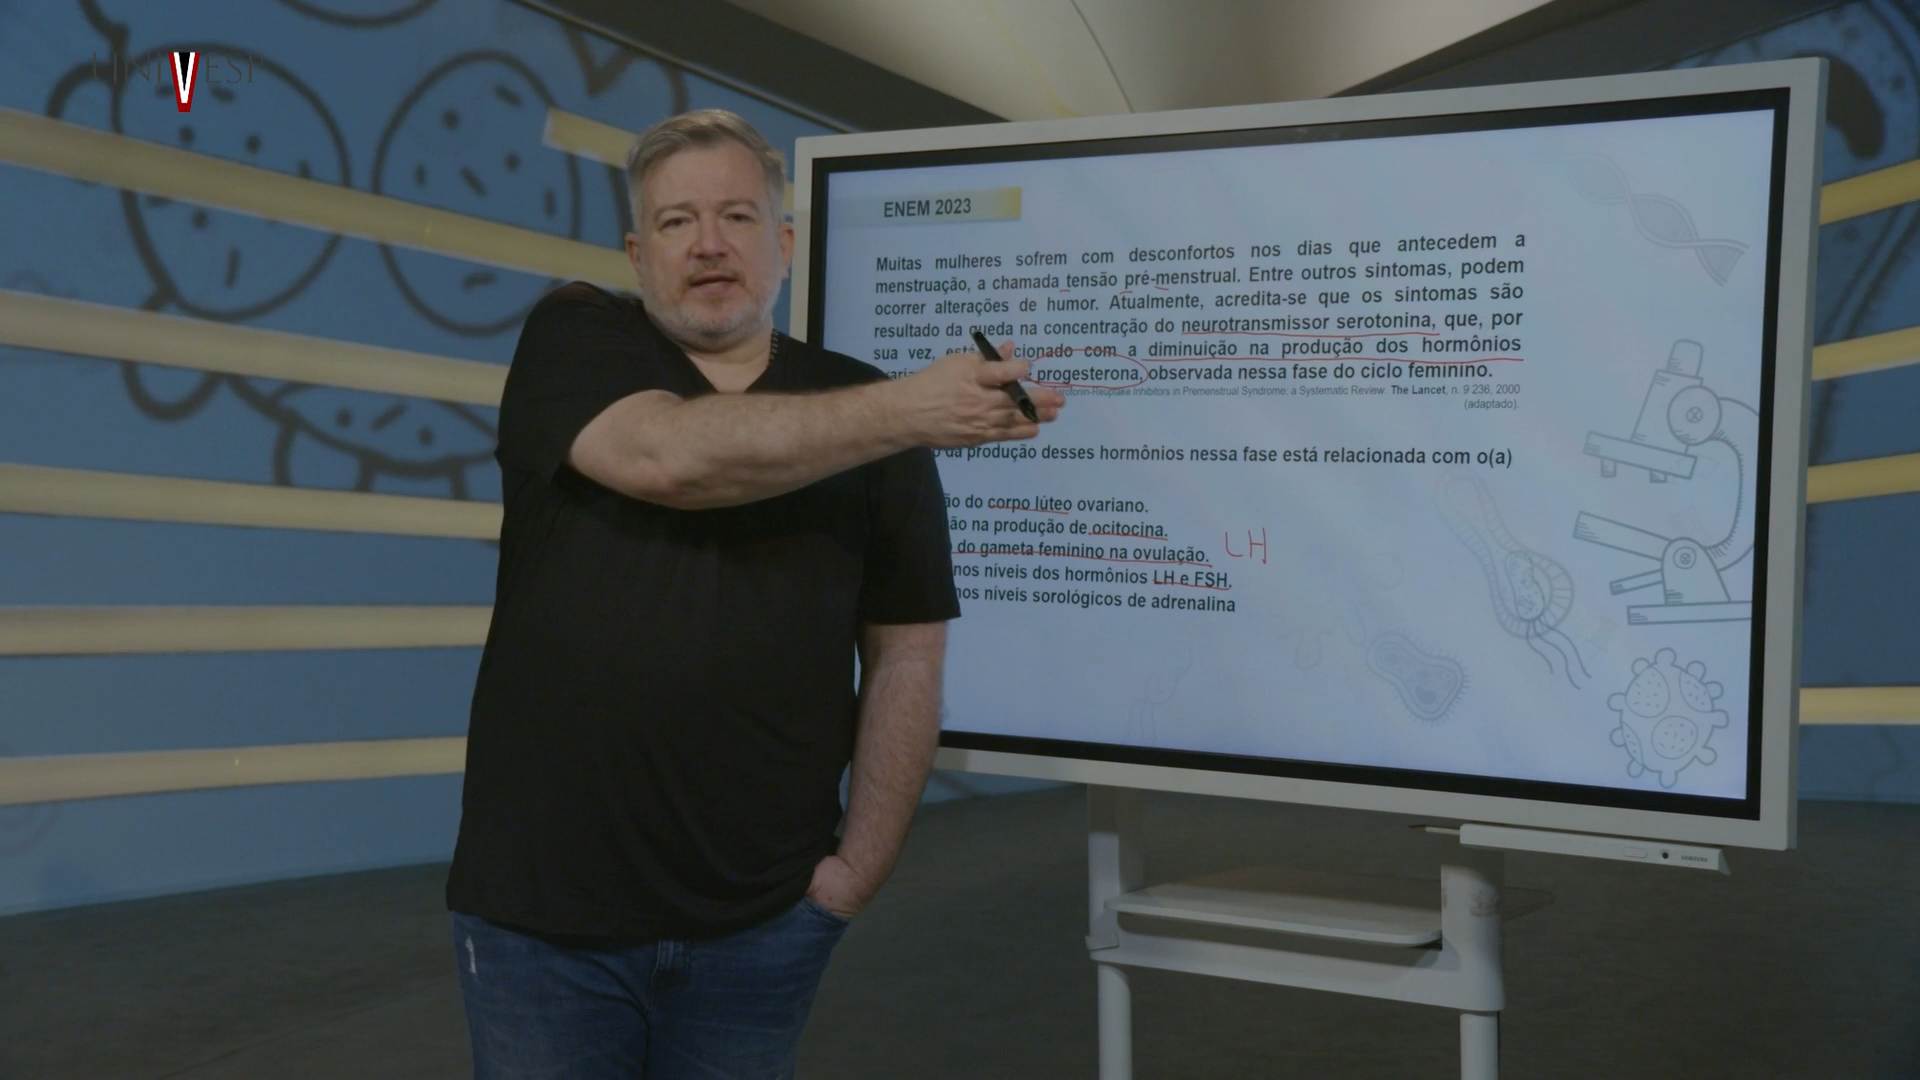 UNIVESP
ENEM 2023
Muitas mulheres sofrem com desconfortos nos dias que antecedem a
menstruação, a chamada tensão pré-menstrual. Entre outros sintomas, podem
ocorrer alterações de humor. Atualmente, acredita-se que os sintomas são
resultado da queda na concentração do neurotransmissor serotonina, que, por
sua vez, com a diminuição na produção dos hormônios
progesterona, observada nessa fase do ciclo feminino.
Inhibitors in Premenstrual Syndrome: a Systematic Review. The Lancet, n. 9 236, 2000
(adaptado).
da produção desses hormônios nessa fase está relacionada com o(a)
do corpo lúteo ovariano.
na produção de ocitocina.
do gameta feminino na ovulação. LH
nos níveis dos hormônios LH e FSH.
nos níveis sorológicos de adrenalina
SAMSUNG